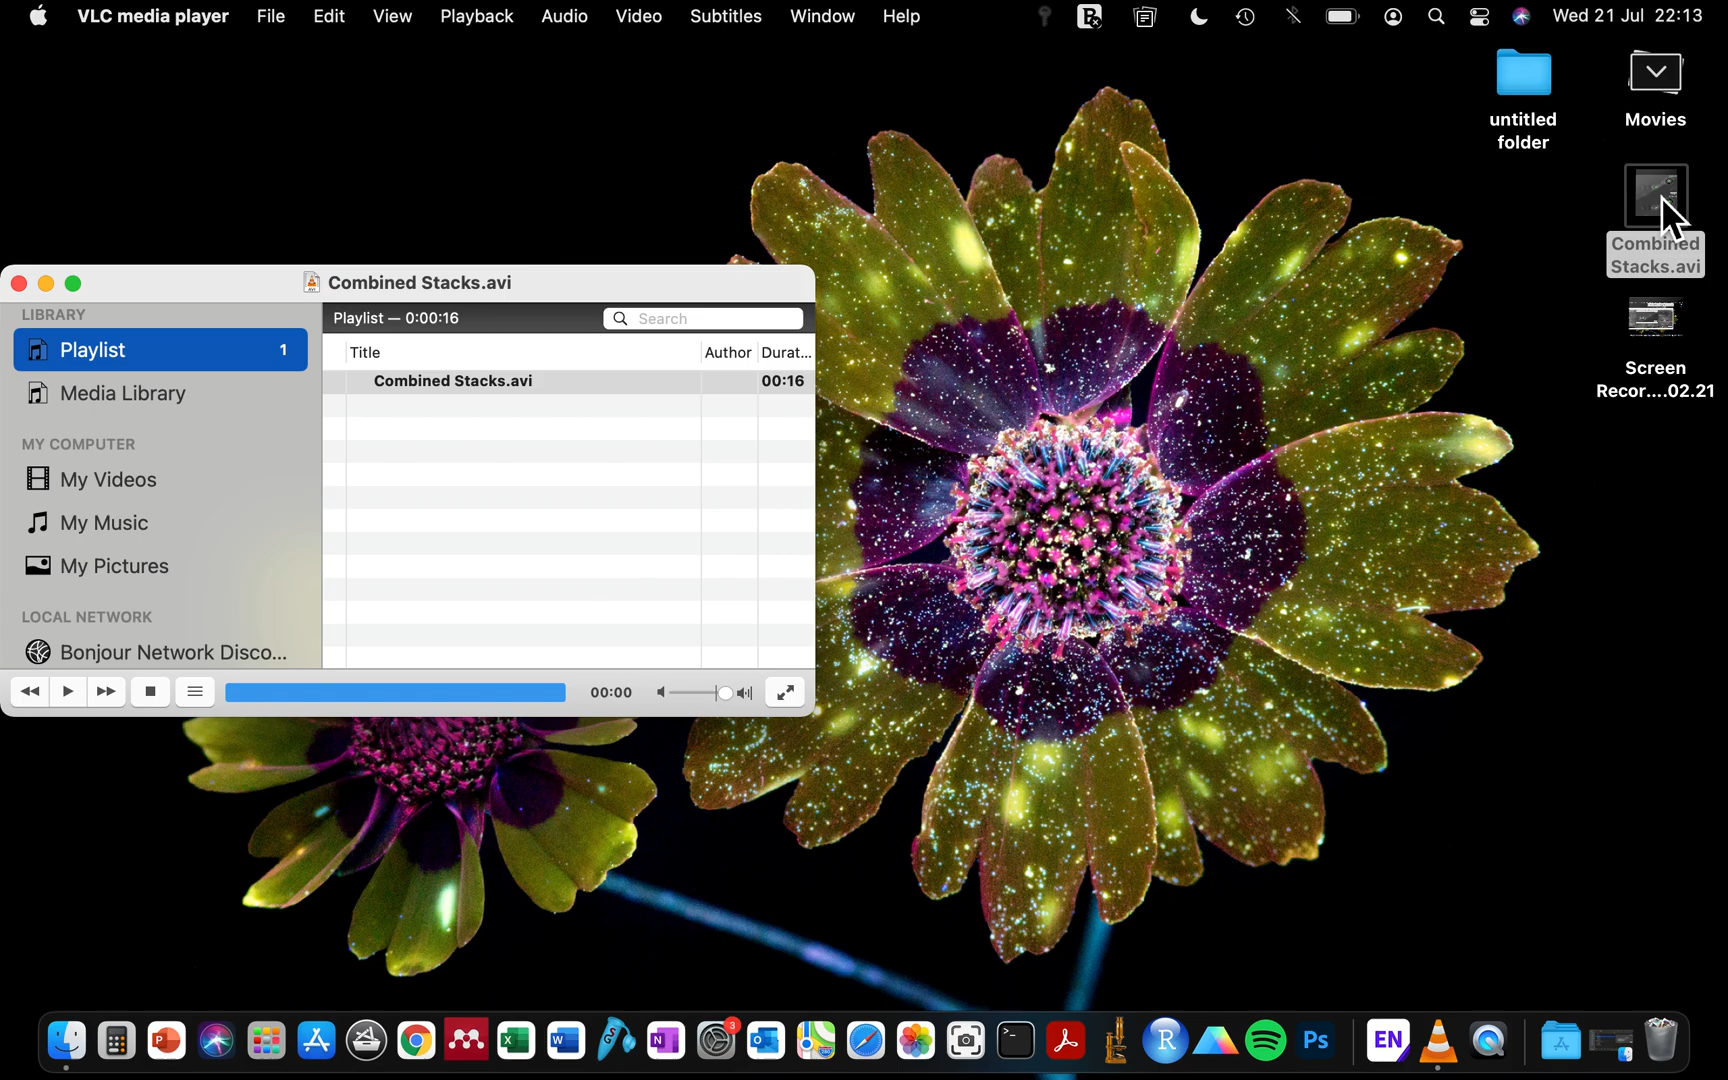 VLC media player File Edit View Playback Audio Video Subtitles Window Help Wed 21 Jul 22:13
untitled
folder
Movies
Combined
Stacks.avi
Screen
Recor....02.21
Combined Stacks.avi
LIBRARY
Playlist 1
Media Library
MY COMPUTER
My Videos
My Music
My Pictures
LOCAL NETWORK
Bonjour Network Disco...
Playlist — 0:00:16
Search
Title Author Durat...
Combined Stacks.avi 00:16
00:00
3
EN
Ps